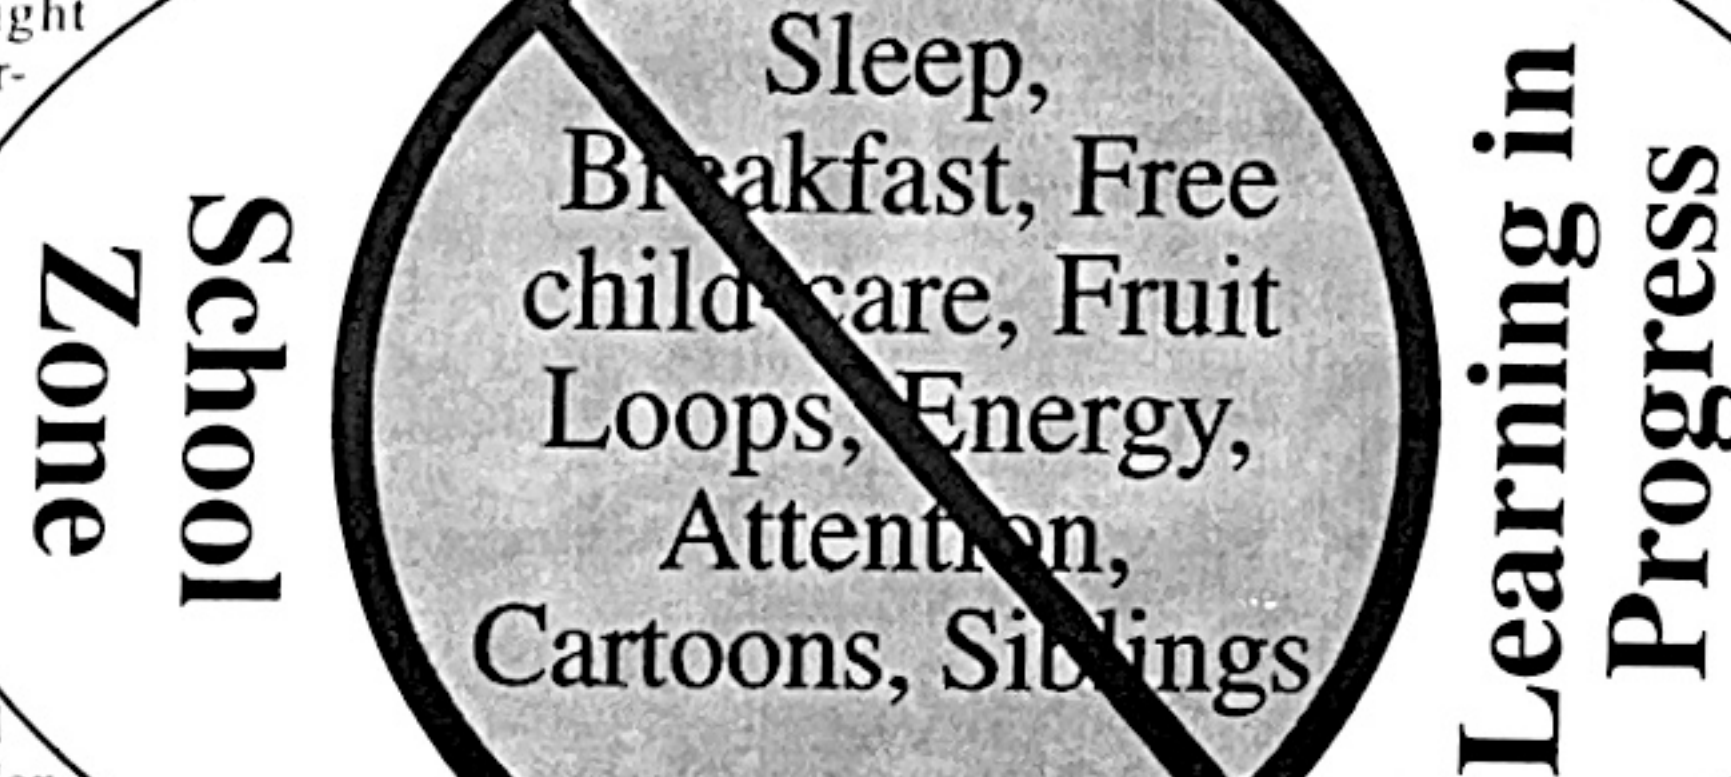 School
Zone
Sleep,
Breakfast, Free
child-care, Fruit
Loops, Energy,
Attention,
Cartoons, Siblings
Learning in
Progress